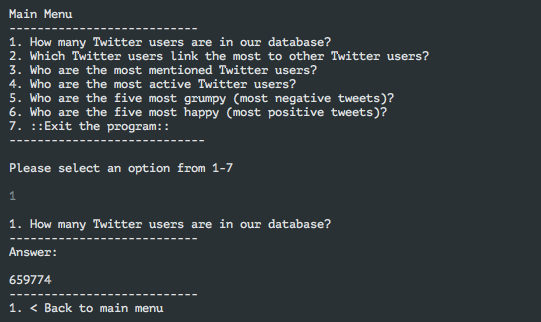 Main Menu
---------------------------
1. How many Twitter users are in our database?
2. Which Twitter users link the most to other Twitter users?
3. Who are the most mentioned Twitter users?
4. Who are the most active Twitter users?
5. Who are the five most grumpy (most negative tweets)?
6. Who are the five most happy (most positive tweets)?
7. ::Exit the program::
----------------------------
Please select an option from 1-7
1
1. How many Twitter users are in our database?
---------------------------
Answer:
659774
---------------------------
1. < Back to main menu